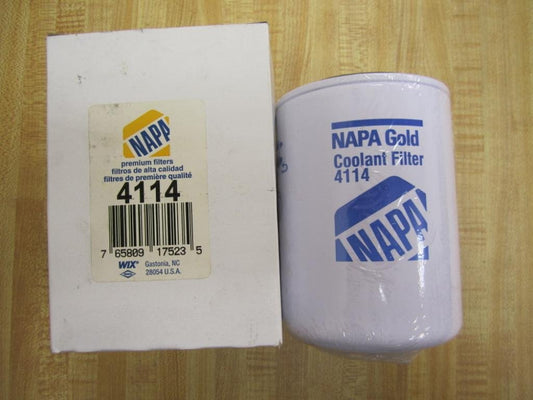 NAPA
premium filters
filtros de alta calidad
filtres de première qualité
4114
7 65809 17523 5
WIX
Gastonia, NC
28054 U.S.A.
NAPA Gold
Coolant Filter
4114
NAPA